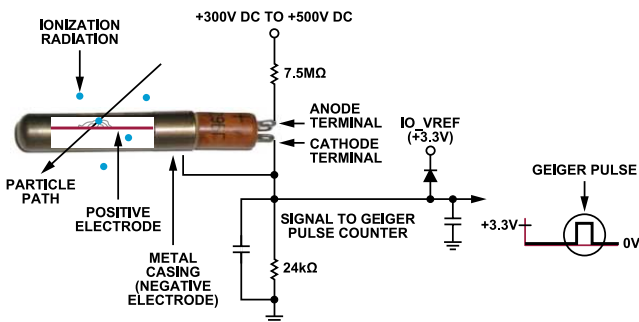 IONIZATION
RADIATION
+300V DC TO +500V DC
7.5MΩ
ANODE
TERMINAL
CATHODE
TERMINAL
IO_VREF
(+3.3V)
GEIGER PULSE
PARTICLE
PATH
POSITIVE
ELECTRODE
METAL
CASING
(NEGATIVE
ELECTRODE)
SIGNAL TO GEIGER
PULSE COUNTER
24kΩ
+3.3V
0V